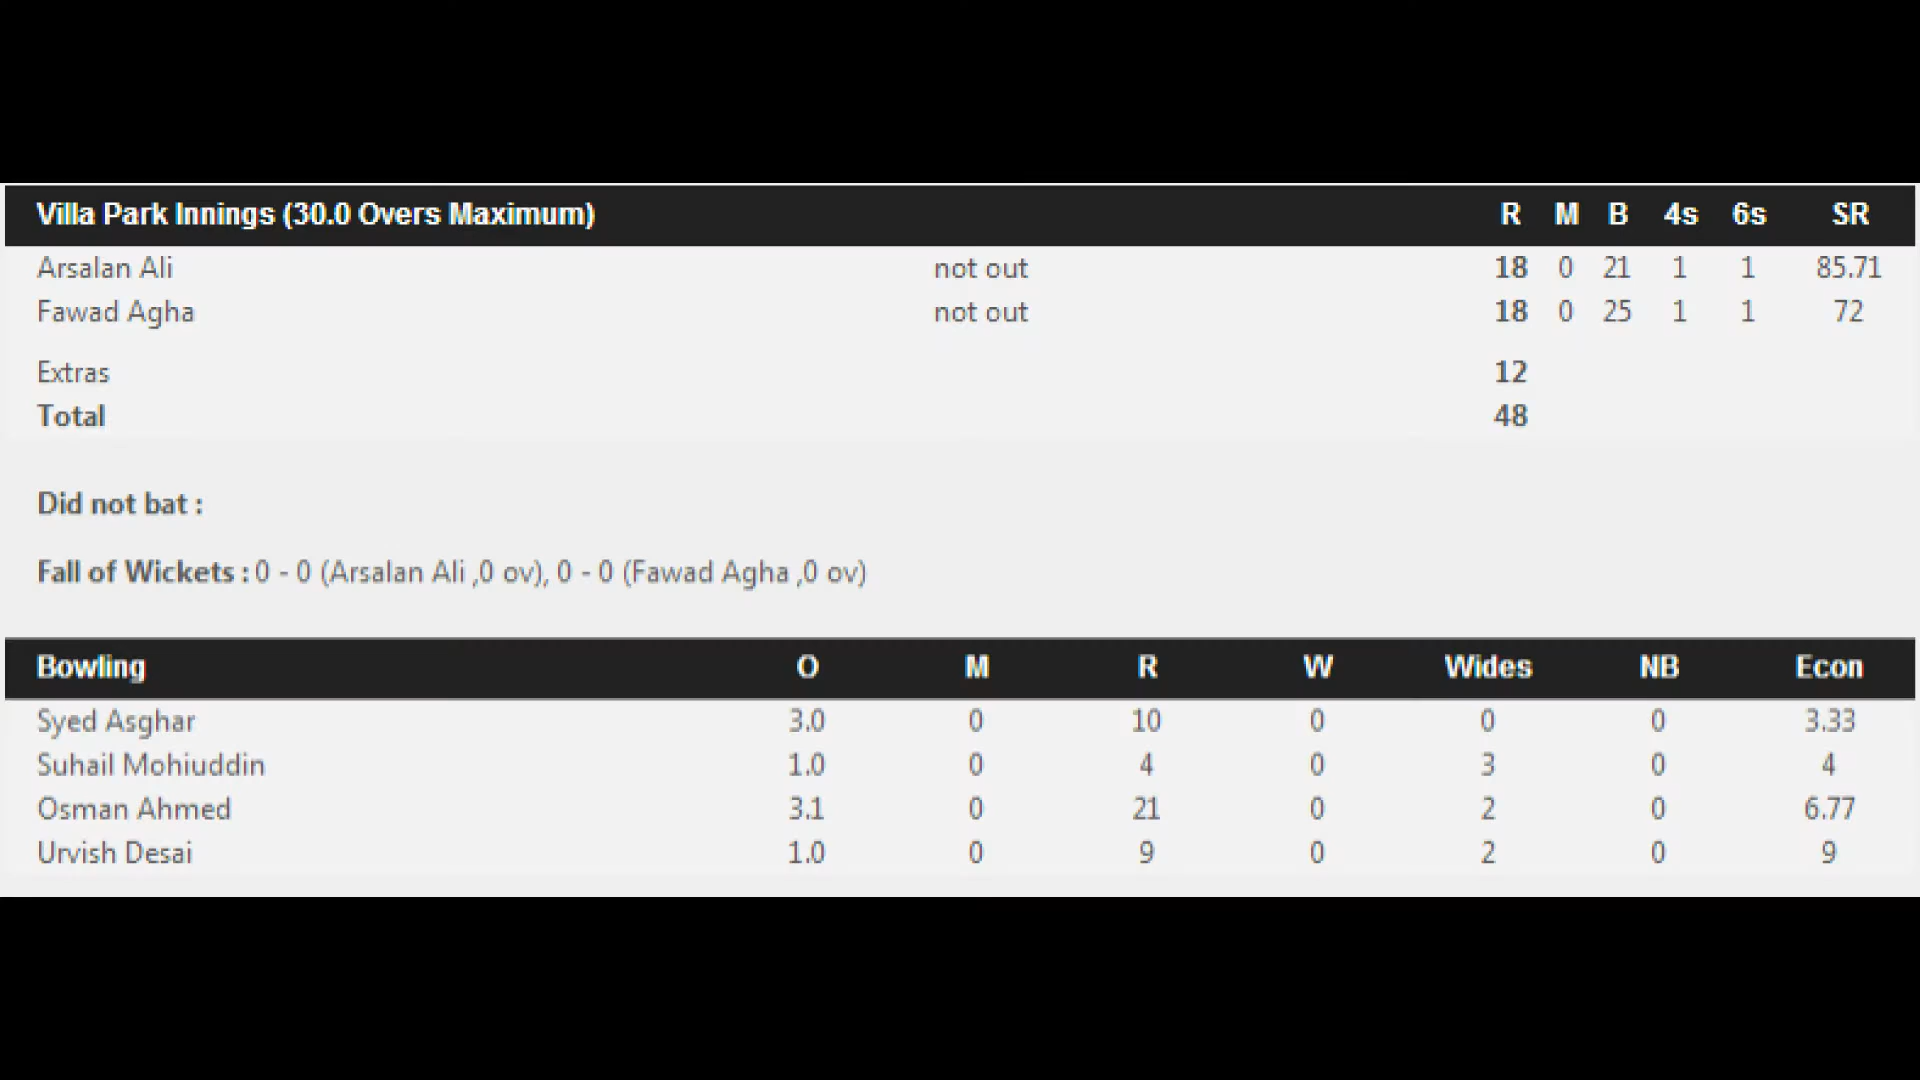 Villa Park Innings (30.0 Overs Maximum) R M B 4s 6s SR
Arsalan Ali not out 18 0 21 1 1 85.71
Fawad Agha not out 18 0 25 1 1 72
Extras 12
Total 48
Did not bat :
Fall of Wickets : 0 - 0 (Arsalan Ali ,0 ov), 0 - 0 (Fawad Agha ,0 ov)
Bowling O M R W Wides NB Econ
Syed Asghar 3.0 0 10 0 0 0 3.33
Suhail Mohiuddin 1.0 0 4 0 3 0 4
Osman Ahmed 3.1 0 21 0 2 0 6.77
Urvish Desai 1.0 0 9 0 2 0 9